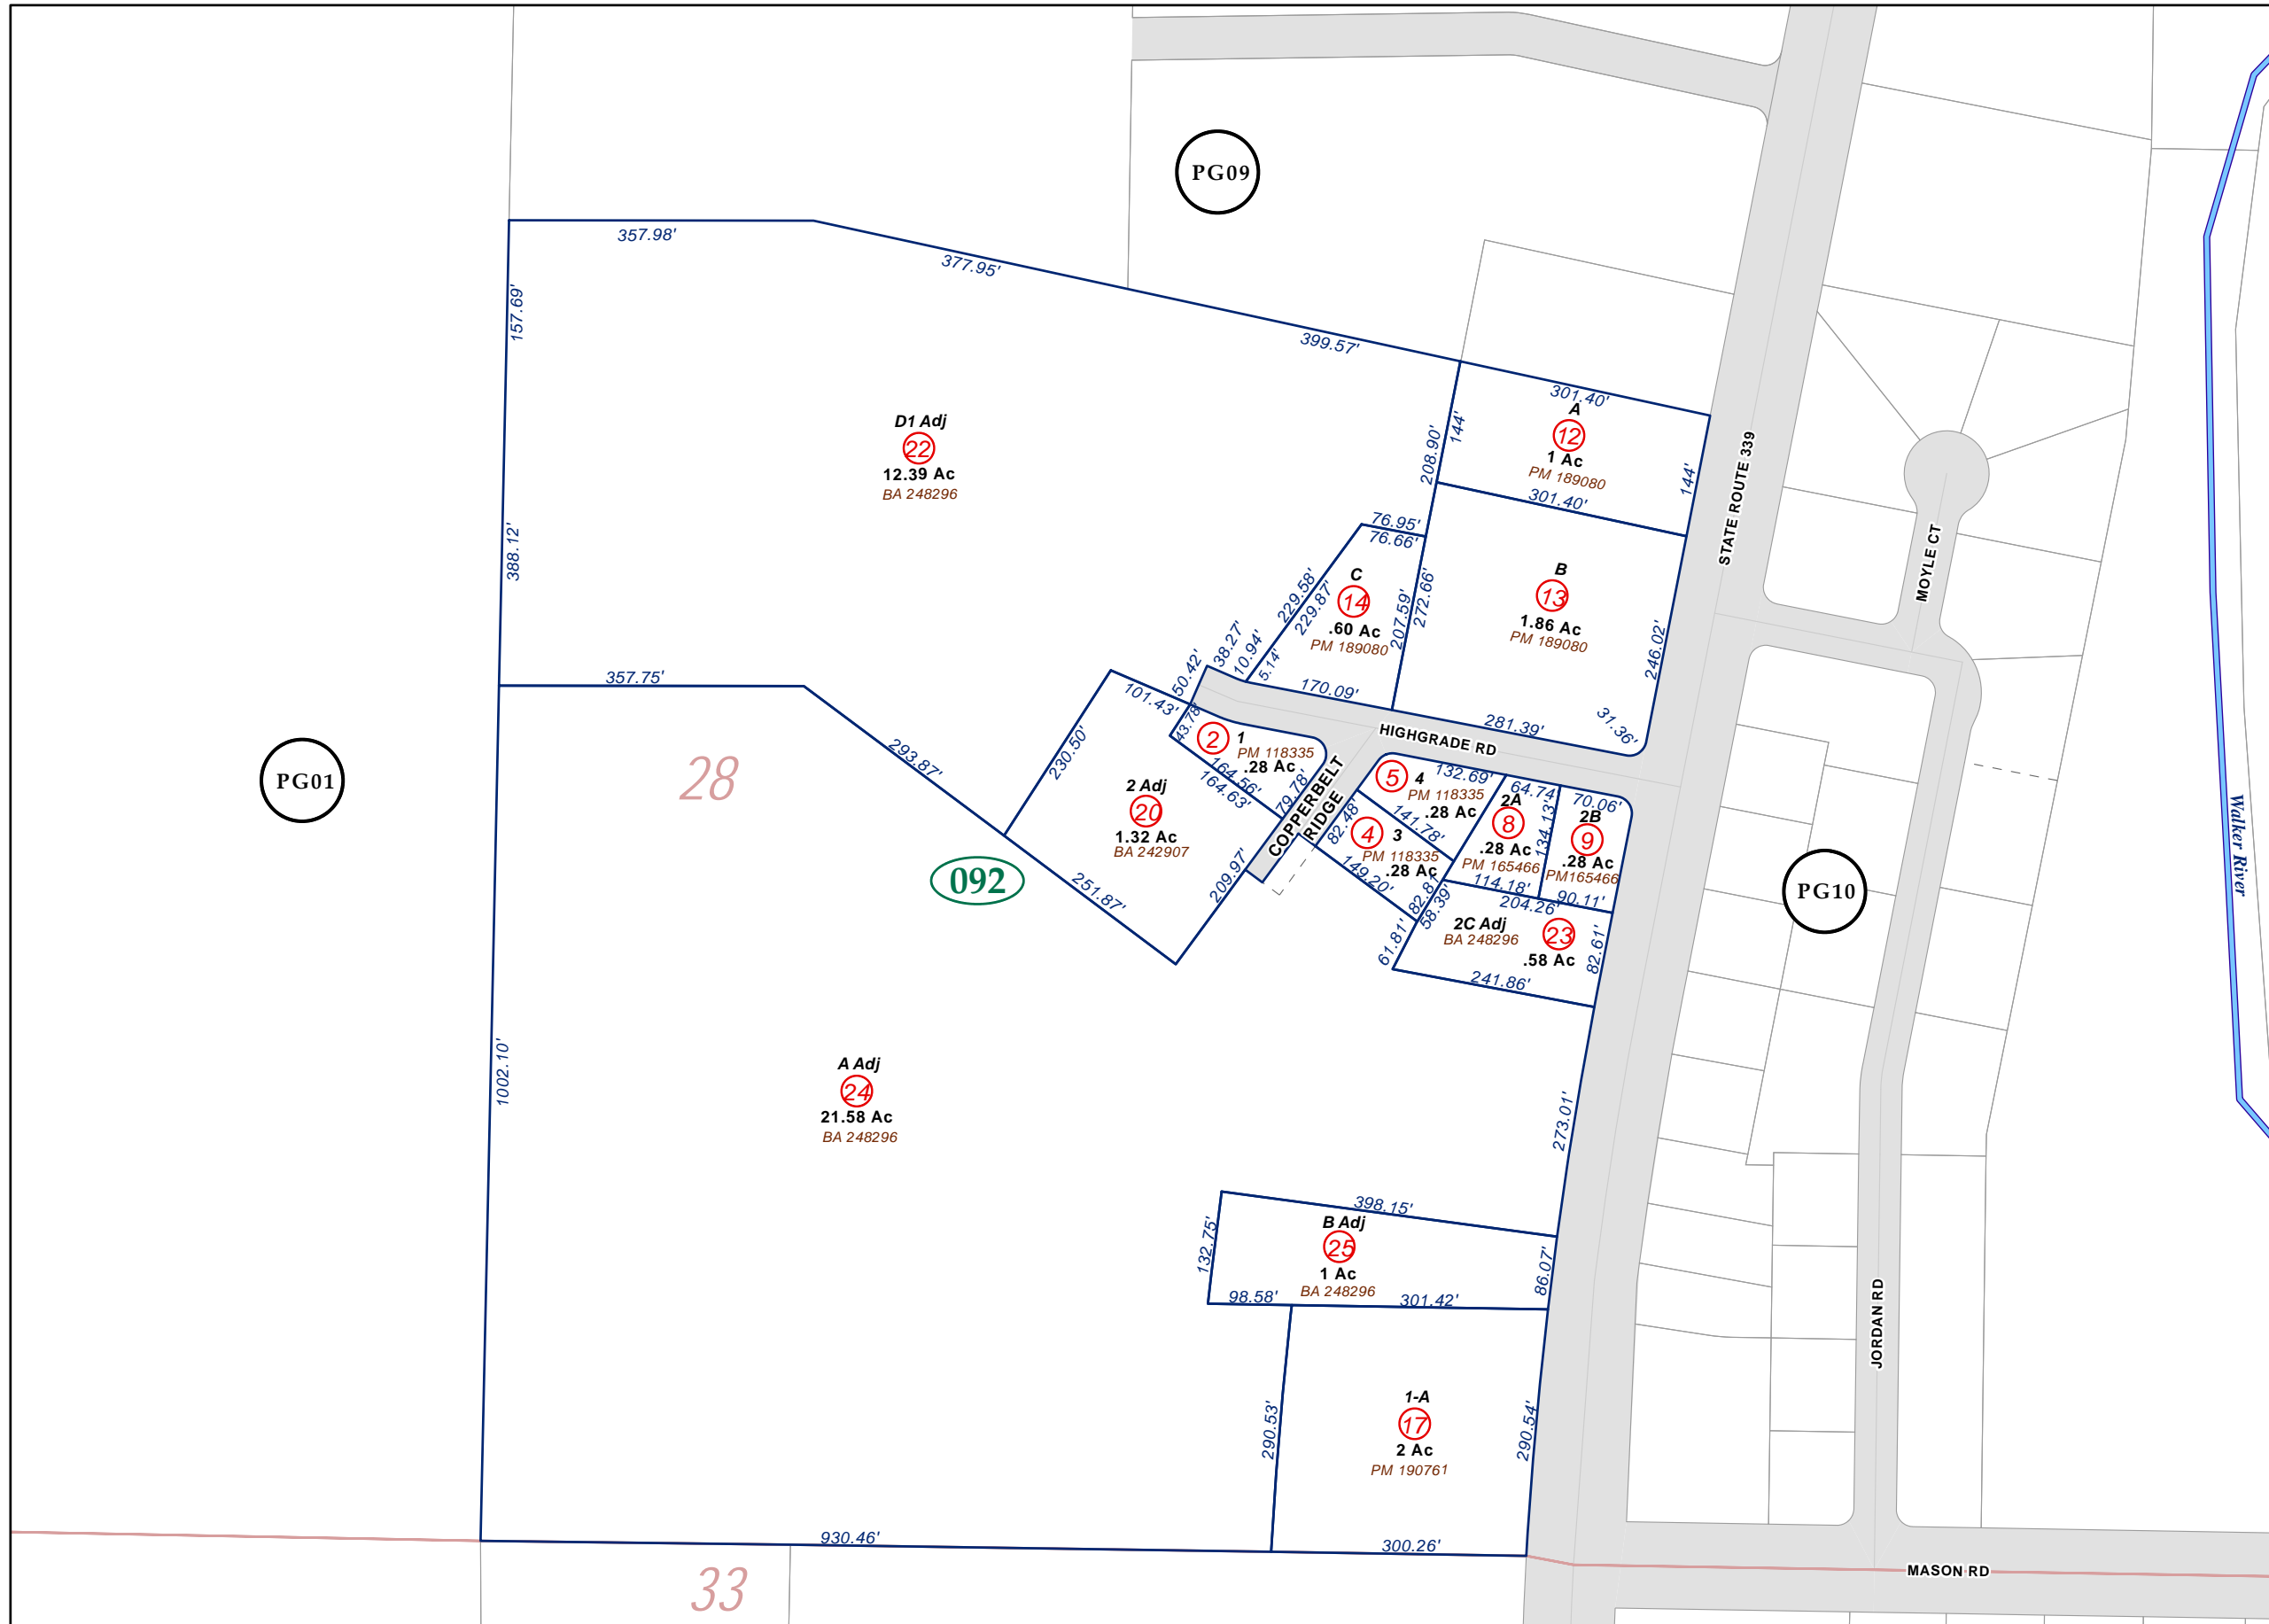 PG09
357.98'
377.95'
157.69'
399.57'
301.40'
A
12
1 Ac
PM 189080
144'
208.90'
144'
301.40'
D1 Adj
22
12.39 Ac
BA 248296
STATE ROUTE 339
MOYLE CT
388.12'
76.95'
76.66'
C
14
.60 Ac
PM 189080
229.58'
229.87'
207.59'
272.66'
B
13
1.86 Ac
PM 189080
246.02'
31.36'
38.27'
10.94'
5.14'
50.42'
170.09'
281.39'
HIGHGRADE RD
357.75'
101.43'
43.78'
2
1
PM 118335
.28 Ac
164.56'
164.63'
79.78'
COPPERBELT
RIDGE
230.50'
293.87'
28
PG01
2 Adj
20
1.32 Ac
BA 242907
092
251.87'
209.97'
5
4
132.69'
PM 118335
.28 Ac
141.78'
82.48'
4
3
PM 118335
.28 Ac
149.20'
82.81'
64.74'
2A
8
.28 Ac
PM 165466
134.13'
114.18'
70.06'
2B
9
.28 Ac
PM165466
90.11'
204.26'
58.39'
61.81'
2C Adj
BA 248296
23
.58 Ac
82.61'
241.86'
PG10
Walker River
1002.10'
A Adj
24
21.58 Ac
BA 248296
273.01'
398.15'
132.75'
B Adj
25
1 Ac
BA 248296
86.07'
98.58'
301.42'
JORDAN RD
1-A
17
2 Ac
PM 190761
290.53'
290.54'
930.46'
300.26'
MASON RD
33